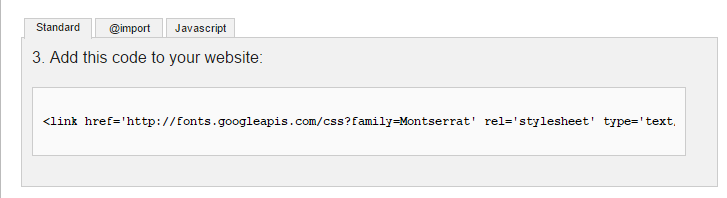 Standard @import Javascript
3. Add this code to your website:
<link href='http://fonts.googleapis.com/css?family=Montserrat' rel='stylesheet' type='text,